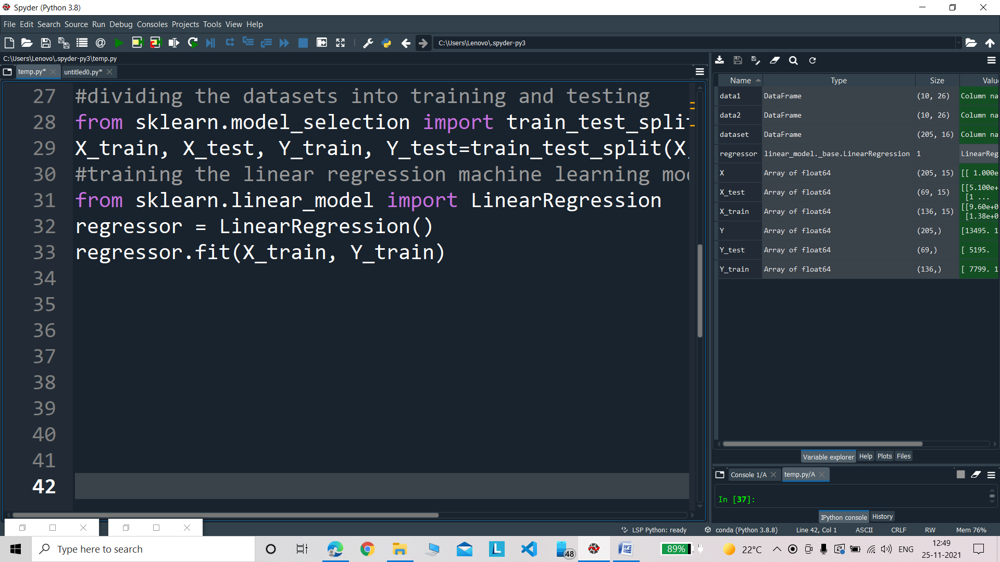 Spyder (Python 3.8)
File Edit Search Source Run Debug Consoles Projects Tools View Help
C:\Users\Lenovo\.spyder-py3
C:\Users\Lenovo\.spyder-py3\temp.py
temp.py* untitled0.py*
27 #dividing the datasets into training and testing
28 from sklearn.model_selection import train_test_split
29 X_train, X_test, Y_train, Y_test=train_test_split(X,
30 #training the linear regression machine learning mod
31 from sklearn.linear_model import LinearRegression
32 regressor = LinearRegression()
33 regressor.fit(X_train, Y_train)
34
35
36
37
38
39
40
41
42
Name Type Size Value
data1 DataFrame (10, 26) Column na
data2 DataFrame (10, 26) Column na
dataset DataFrame (205, 16) Column na
regressor linear_model._base.LinearRegression 1 LinearReg
X Array of float64 (205, 15) [[ 1.000e
X_test Array of float64 (69, 15) [[5.100e+
[1 ...
X_train Array of float64 (136, 15) [[9.60e+0
[1.38e+0
Y Array of float64 (205,) [13495. 1
Y_test Array of float64 (69,) [ 5195.
Y_train Array of float64 (136,) [ 7799. 1
Variable explorer Help Plots Files
Console 1/A temp.py/A
In [37]:
IPython console History
LSP Python: ready conda (Python 3.8.8) Line 42, Col 1 ASCII CRLF RW Mem 76%
Type here to search
L
48
89%
22°C
ENG
12:49
25-11-2021